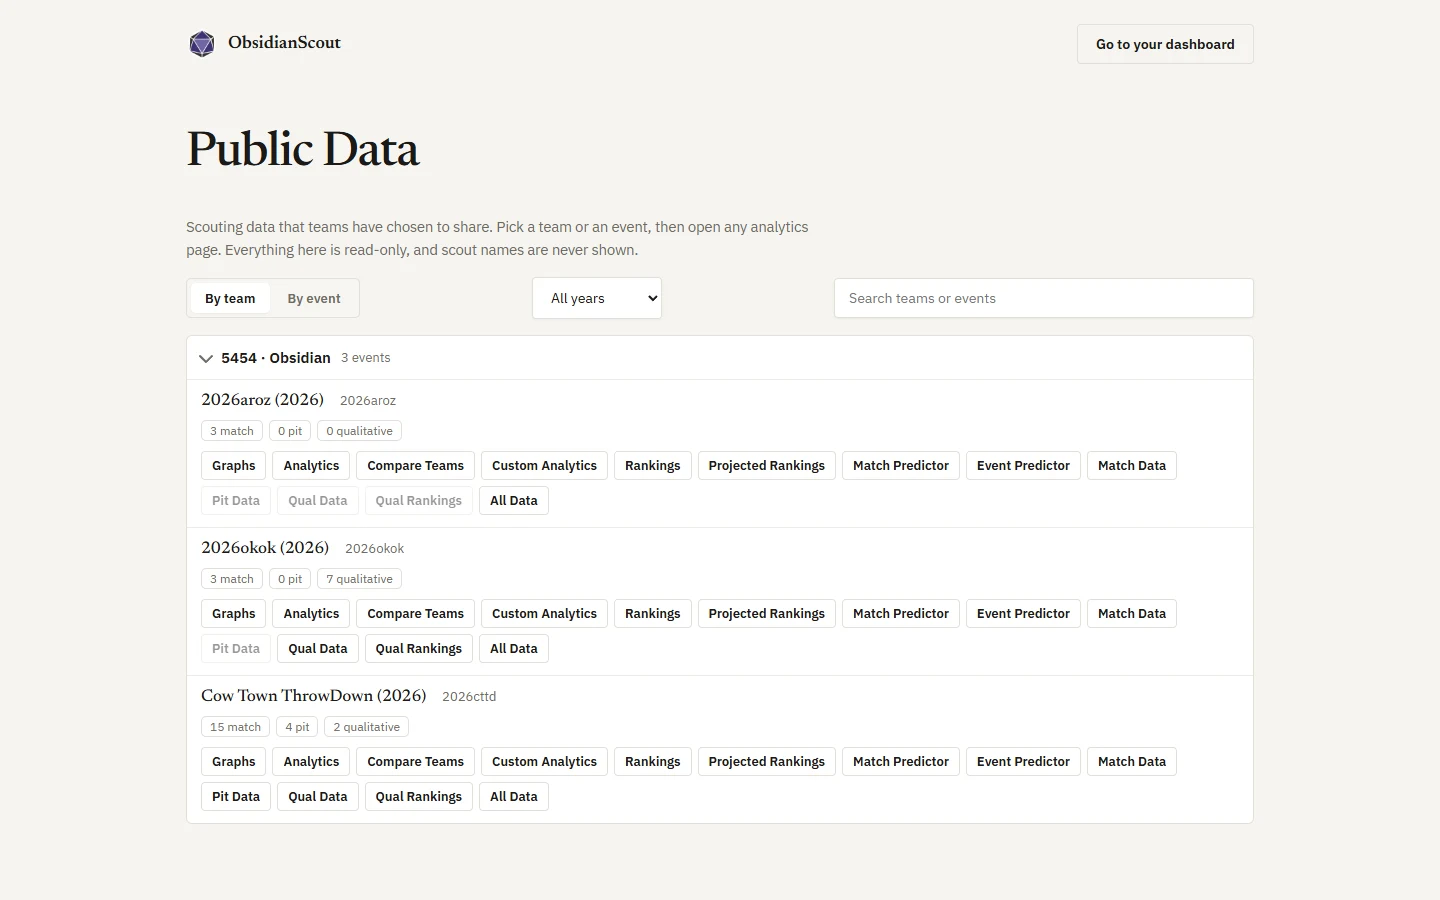 ObsidianScout
Go to your dashboard
Public Data
Scouting data that teams have chosen to share. Pick a team or an event, then open any analytics
page. Everything here is read-only, and scout names are never shown.
By team By event All years Search teams or events
5454 · Obsidian 3 events
2026aroz (2026) 2026aroz
3 match 0 pit 0 qualitative
Graphs Analytics Compare Teams Custom Analytics Rankings Projected Rankings Match Predictor Event Predictor Match Data
Pit Data Qual Data Qual Rankings All Data
2026okok (2026) 2026okok
3 match 0 pit 7 qualitative
Graphs Analytics Compare Teams Custom Analytics Rankings Projected Rankings Match Predictor Event Predictor Match Data
Pit Data Qual Data Qual Rankings All Data
Cow Town ThrowDown (2026) 2026cttd
15 match 4 pit 2 qualitative
Graphs Analytics Compare Teams Custom Analytics Rankings Projected Rankings Match Predictor Event Predictor Match Data
Pit Data Qual Data Qual Rankings All Data